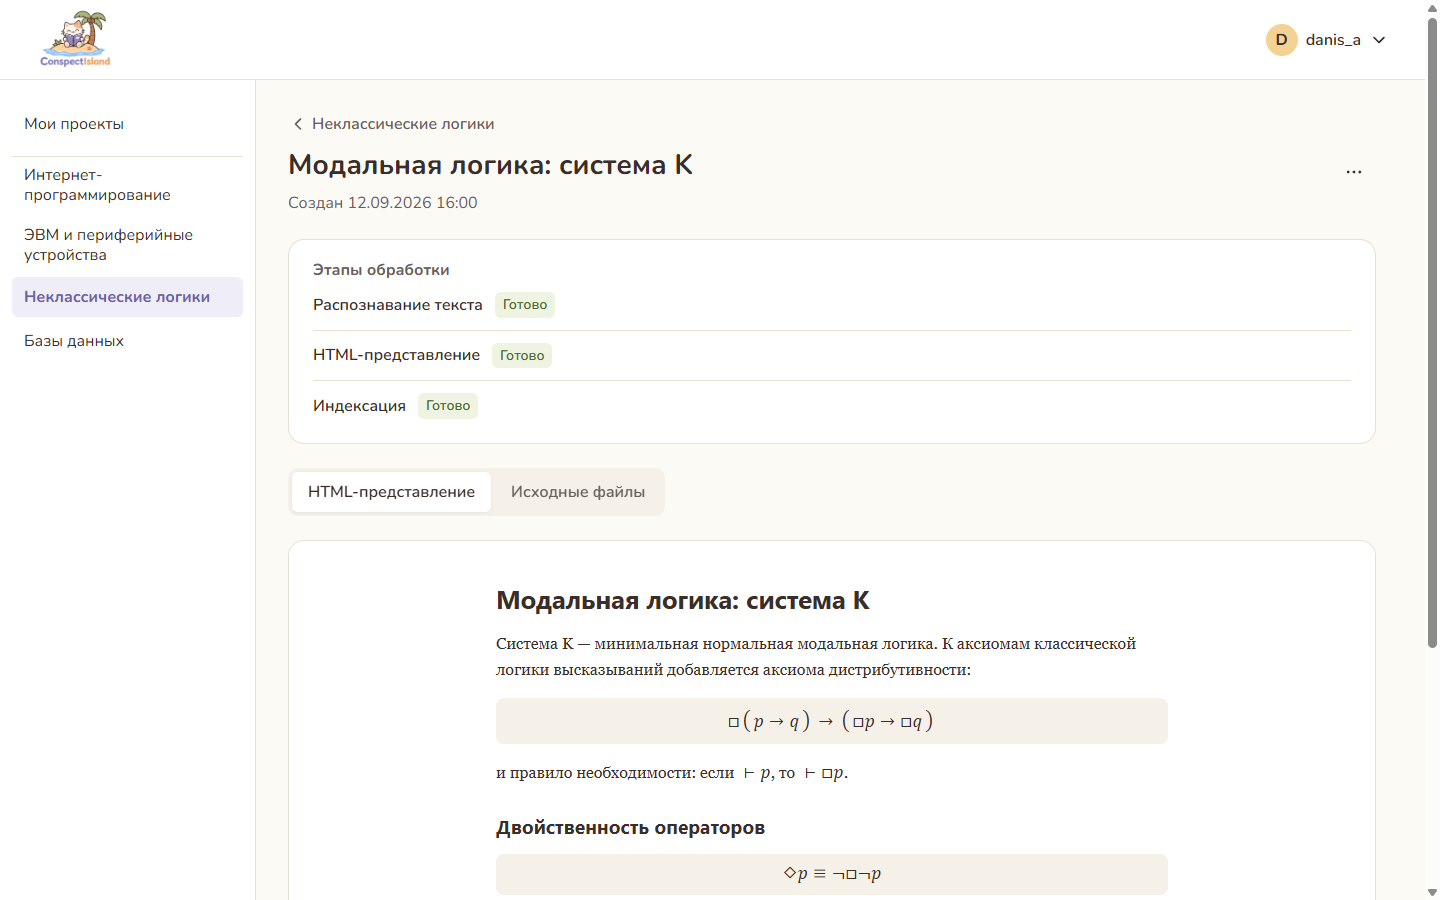 ConspectIsland
D danis_a
Мои проекты
Интернет-
программирование
ЭВМ и периферийные
устройства
Неклассические логики
Базы данных
Неклассические логики
Модальная логика: система K
...
Создан 12.09.2026 16:00
Этапы обработки
Распознавание текста Готово
HTML-представление Готово
Индексация Готово
HTML-представление Исходные файлы
Модальная логика: система K
Система K — минимальная нормальная модальная логика. К аксиомам классической
логики высказываний добавляется аксиома дистрибутивности:
□(p → q) → (□p → □q)
и правило необходимости: если ⊢ p, то ⊢ □p.
Двойственность операторов
◇p ≡ ¬□¬p